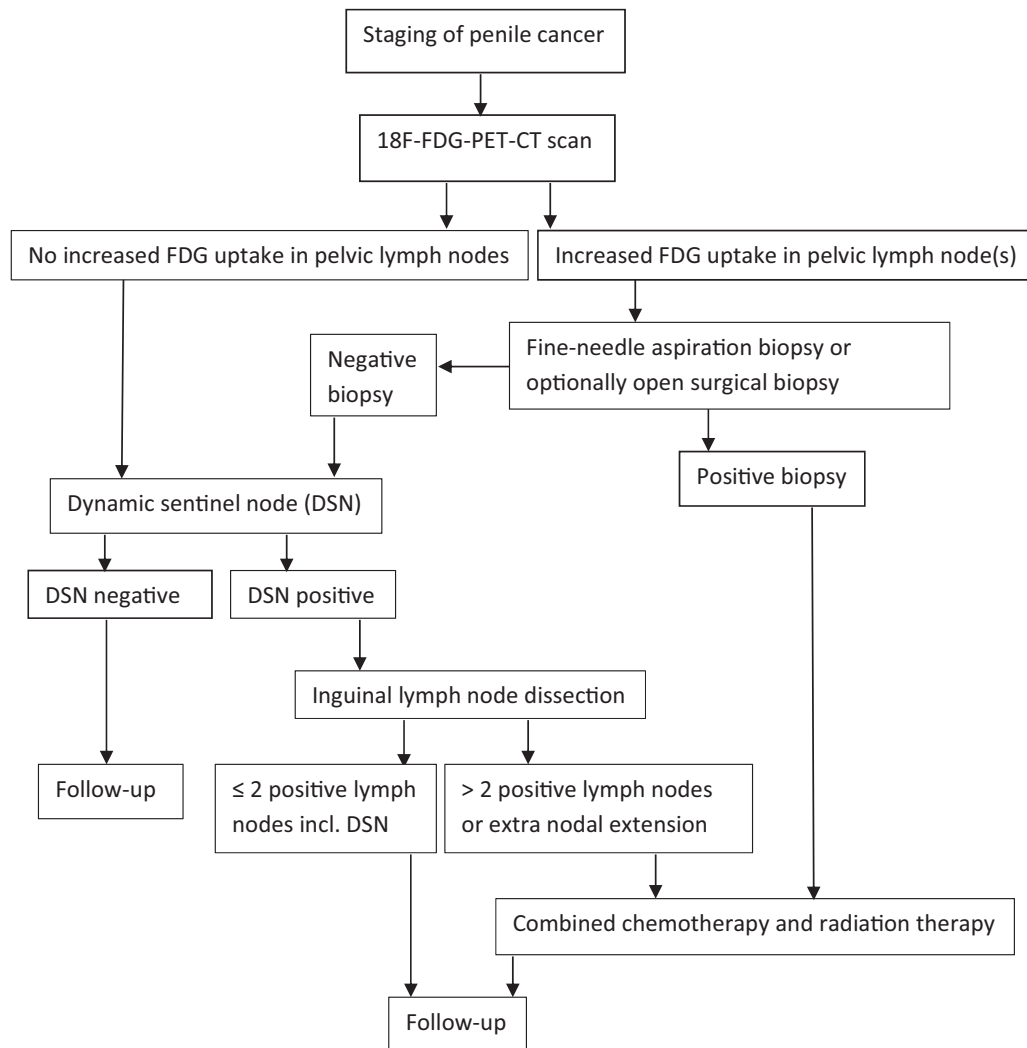 Staging of penile cancer
18F-FDG-PET-CT scan
No increased FDG uptake in pelvic lymph nodes
Increased FDG uptake in pelvic lymph node(s)
Fine-needle aspiration biopsy or
optionally open surgical biopsy
Negative
biopsy
Positive biopsy
Dynamic sentinel node (DSN)
DSN negative
DSN positive
Inguinal lymph node dissection
Follow-up
≤ 2 positive lymph
nodes incl. DSN
> 2 positive lymph nodes
or extra nodal extension
Combined chemotherapy and radiation therapy
Follow-up